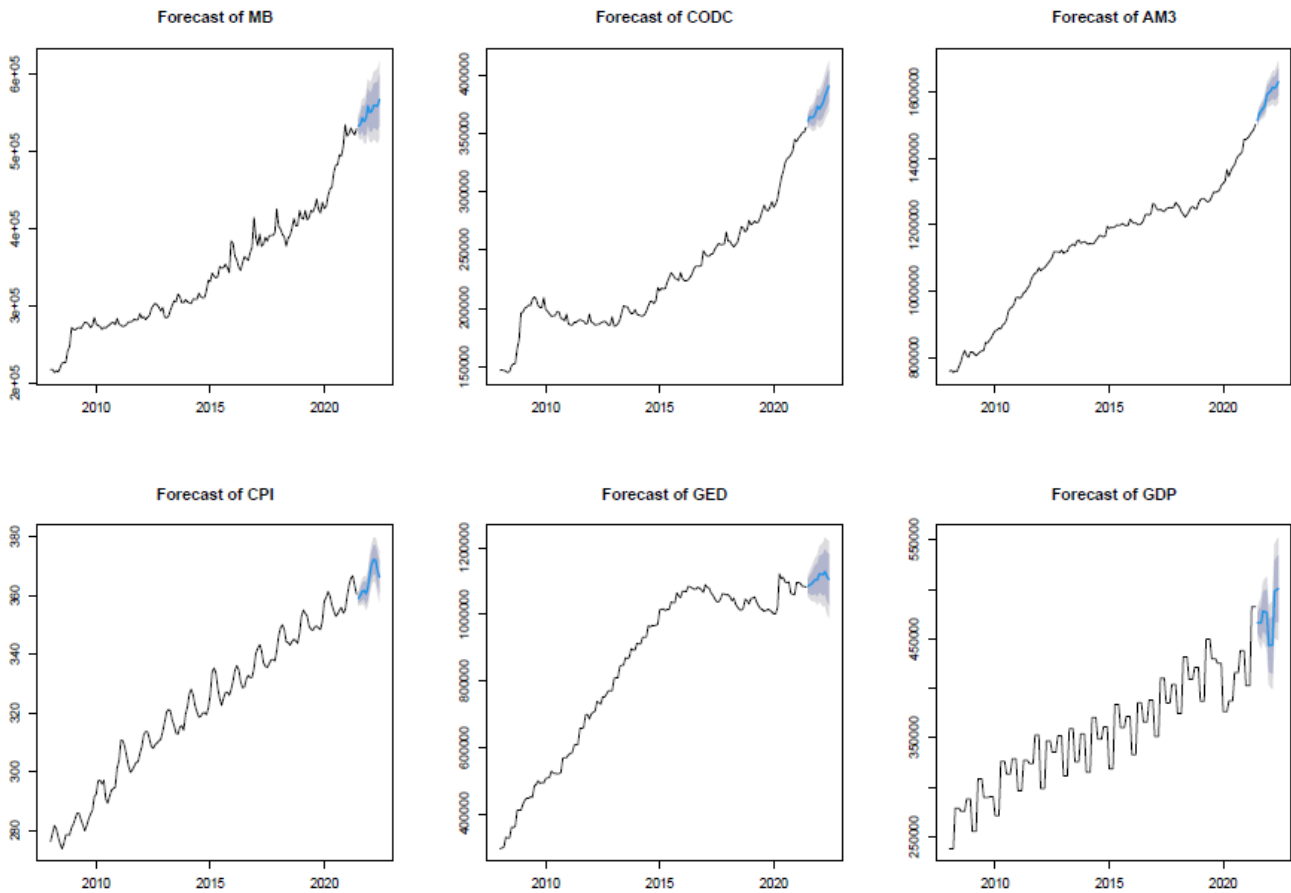 Forecast of MB
6e+05
5e+05
4e+05
3e+05
2e+05
2010 2015 2020
Forecast of CODC
400000
350000
300000
250000
200000
150000
2010 2015 2020
Forecast of AM3
1600000
1400000
1200000
1000000
800000
2010 2015 2020
Forecast of CPI
380
360
340
320
300
280
2010 2015 2020
Forecast of GED
1200000
1000000
800000
600000
400000
2010 2015 2020
Forecast of GDP
550000
450000
350000
250000
2010 2015 2020